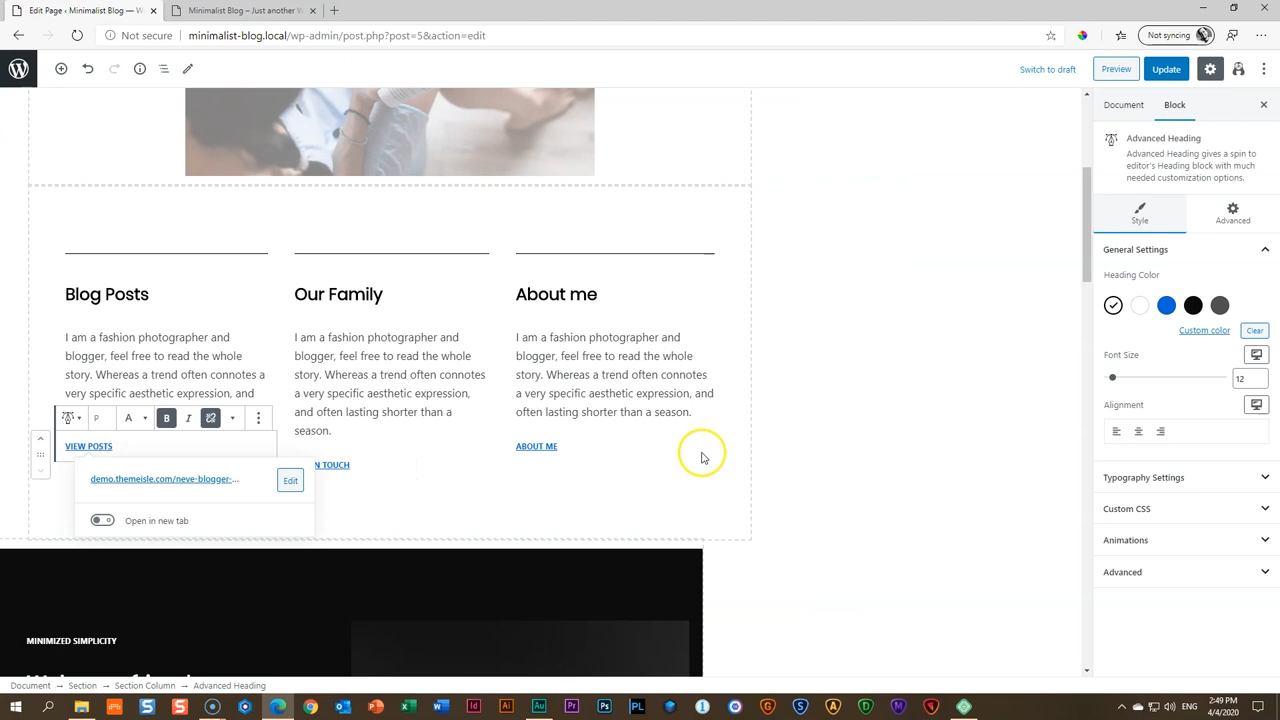 Edit Page ‹ Minimalist Blog — W
Minimalist Blog – Just another W
Not secure
minimalist-blog.local/wp-admin/post.php?post=5&action=edit
Not syncing
Switch to draft
Preview
Update
Document
Block
Advanced Heading
Advanced Heading gives a spin to
editor's Heading block with much
needed customization options.
Style
Advanced
General Settings
Heading Color
Custom color
Clear
Font Size
12
Alignment
Typography Settings
Custom CSS
Animations
Advanced
Blog Posts
I am a fashion photographer and
blogger, feel free to read the whole
story. Whereas a trend often connotes a
a very specific aesthetic expression, and
P
A
B
I
VIEW POSTS
demo.themeisle.com/neve-blogger-...
Edit
Open in new tab
Our Family
I am a fashion photographer and
blogger, feel free to read the whole
story. Whereas a trend often connotes
a very specific aesthetic expression,
and often lasting shorter than a
season.
N TOUCH
About me
I am a fashion photographer and
blogger, feel free to read the whole
story. Whereas a trend often connotes
a very specific aesthetic expression, and
often lasting shorter than a season.
ABOUT ME
MINIMIZED SIMPLICITY
Document → Section → Section Column → Advanced Heading
ENG
2:49 PM
4/4/2020